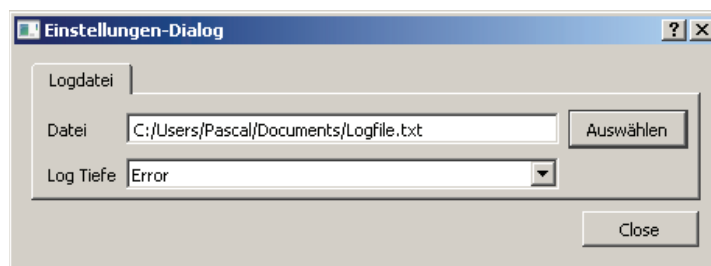 Einstellungen-Dialog
Logdatei
Datei C:/Users/Pascal/Documents/Logfile.txt Auswählen
Log Tiefe Error
Close